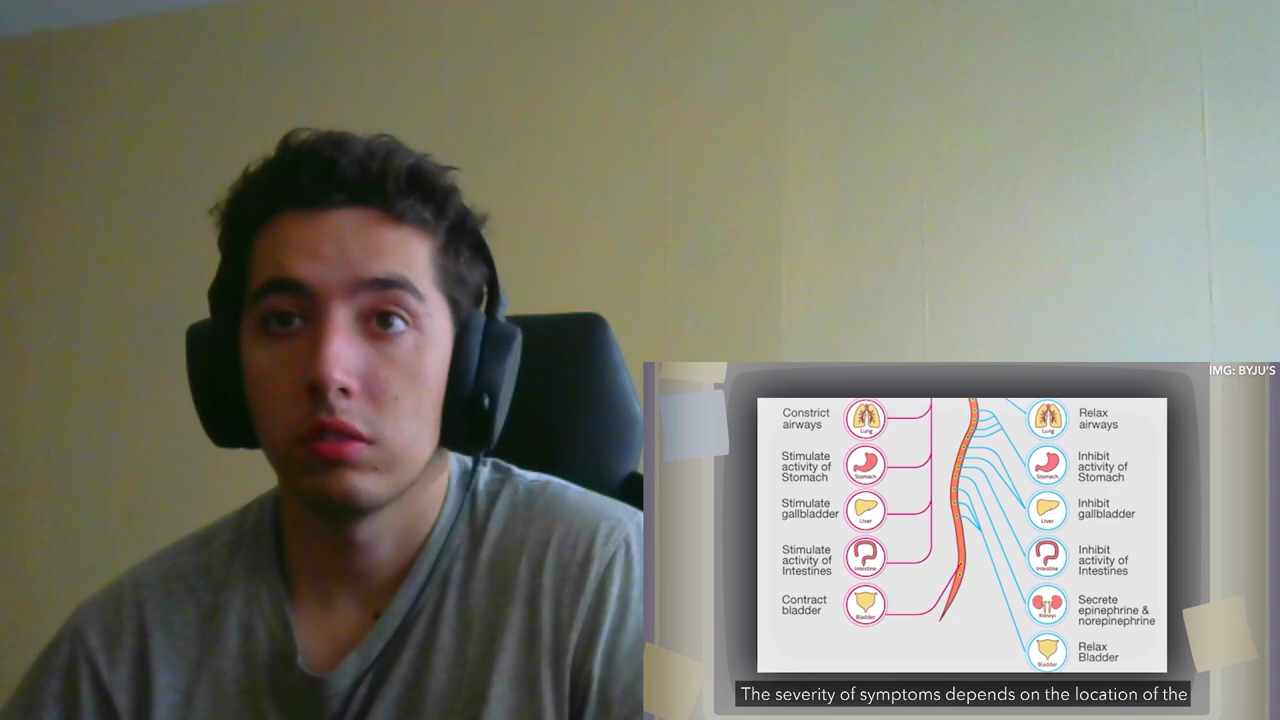 IMG: BYJU'S
Constrict
airways
Lung
Lung
Relax
airways
Stimulate
activity of
Stomach
Stomach
Stomach
Inhibit
activity of
Stomach
Stimulate
gallbladder
Liver
Liver
Inhibit
gallbladder
Stimulate
activity of
Intestines
Intestine
Intestine
Inhibit
activity of
Intestines
Contract
bladder
Bladder
Kidneys
Secrete
epinephrine &
norepinephrine
Bladder
Relax
Bladder
The severity of symptoms depends on the location of the